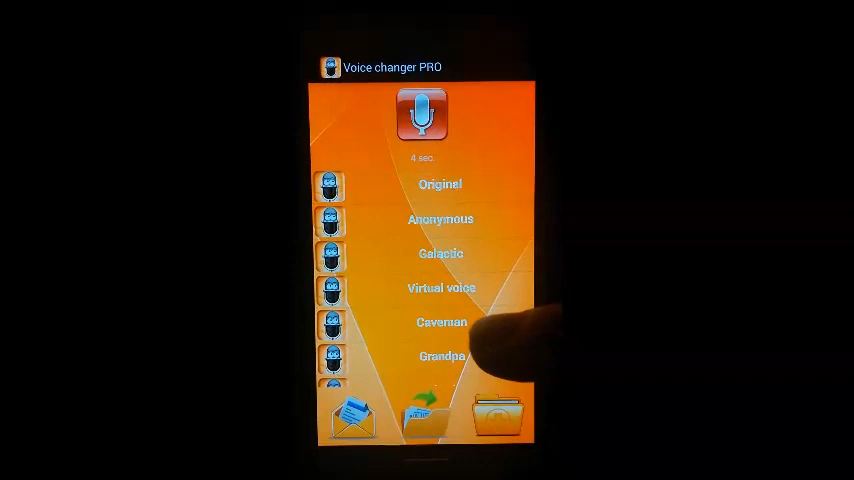 Voice changer PRO
4 sec.
Original
Anonymous
Galactic
Virtual voice
Caveman
Grandpa